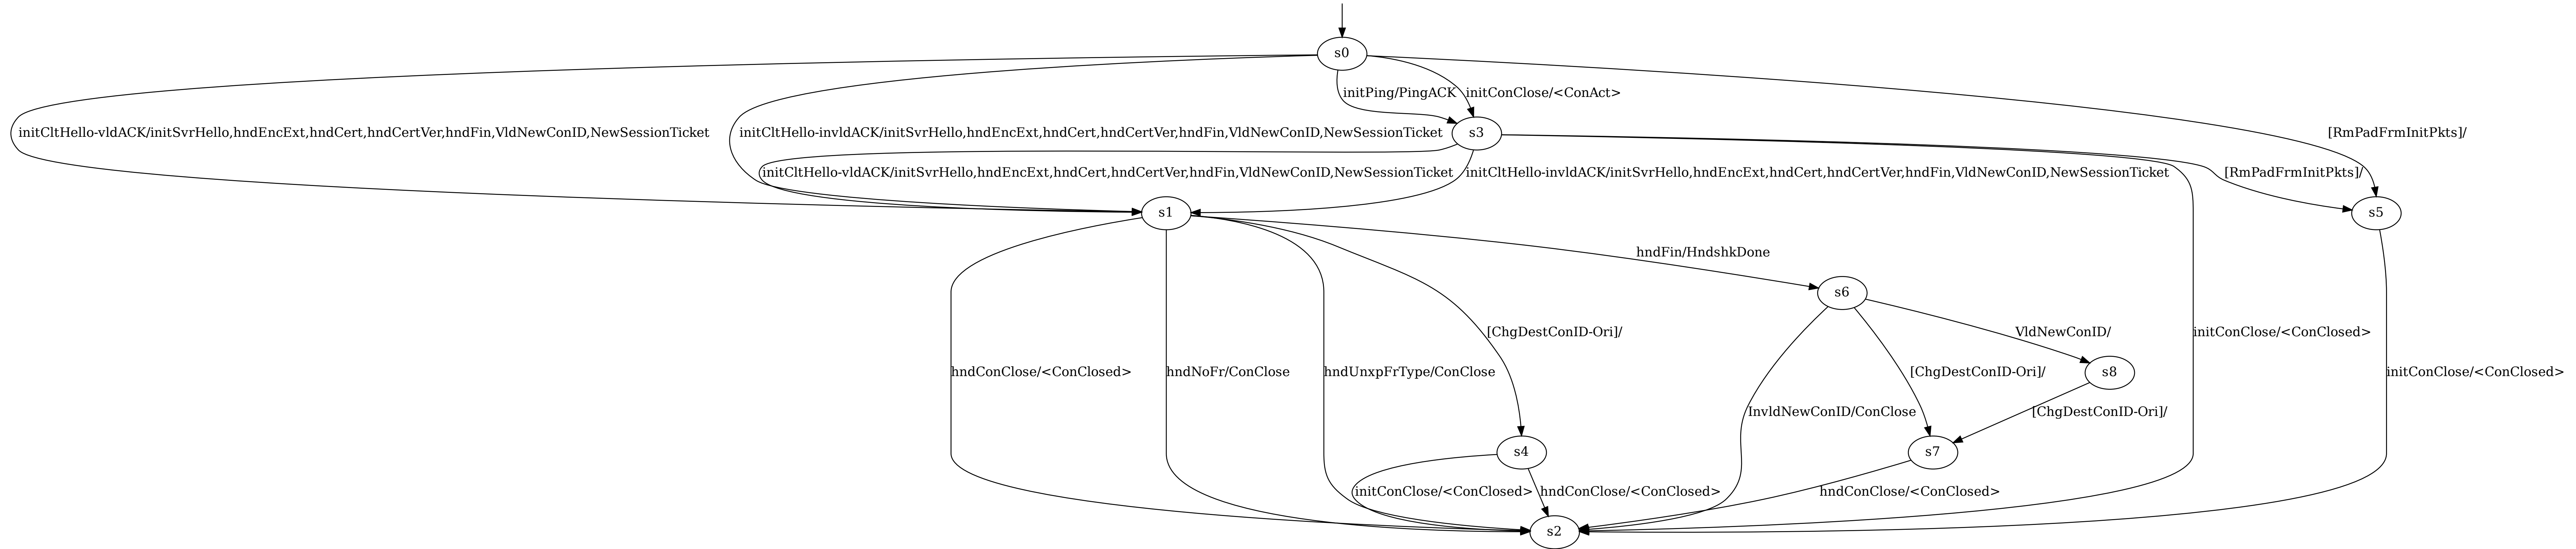 s0
initPing/PingACK
initConClose/<ConAct>
initCltHello-vldACK/initSvrHello,hndEncExt,hndCert,hndCertVer,hndFin,VldNewConID,NewSessionTicket
initCltHello-invldACK/initSvrHello,hndEncExt,hndCert,hndCertVer,hndFin,VldNewConID,NewSessionTicket
s3
[RmPadFrmInitPkts]/
initCltHello-vldACK/initSvrHello,hndEncExt,hndCert,hndCertVer,hndFin,VldNewConID,NewSessionTicket
initCltHello-invldACK/initSvrHello,hndEncExt,hndCert,hndCertVer,hndFin,VldNewConID,NewSessionTicket
[RmPadFrmInitPkts]/
s1
s5
hndFin/HndshkDone
s6
[ChgDestConID-Ori]/
VldNewConID/
initConClose/<ConClosed>
hndConClose/<ConClosed>
hndNoFr/ConClose
hndUnxpFrType/ConClose
[ChgDestConID-Ori]/
s8
initConClose/<ConClosed>
InvldNewConID/ConClose
[ChgDestConID-Ori]/
s4
s7
initConClose/<ConClosed>
hndConClose/<ConClosed>
hndConClose/<ConClosed>
s2